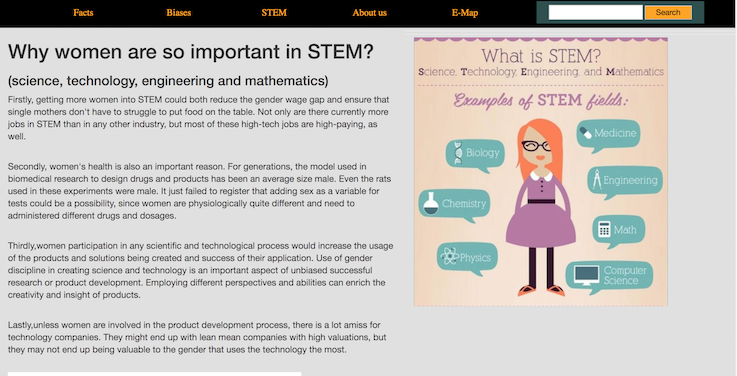 Facts
Biases
STEM
About us
E-Map
Search
Why women are so important in STEM?
(science, technology, engineering and mathematics)
Firstly, getting more women into STEM could both reduce the gender wage gap and ensure that
single mothers don't have to struggle to put food on the table. Not only are there currently more
jobs in STEM than in any other industry, but most of these high-tech jobs are high-paying, as
well.
Secondly, women's health is also an important reason. For generations, the model used in
biomedical research to design drugs and products has been an average size male. Even the rats
used in these experiments were male. It just failed to register that adding sex as a variable for
tests could be a possibility, since women are physiologically quite different and need to
administered different drugs and dosages.
Thirdly,women participation in any scientific and technological process would increase the usage
of the products and solutions being created and success of their application. Use of gender
discipline in creating science and technology is an important aspect of unbiased successful
research or product development. Employing different perspectives and abilities can enrich the
creativity and insight of products.
Lastly,unless women are involved in the product development process, there is a lot amiss for
technology companies. They might end up with lean mean companies with high valuations, but
they may not end up being valuable to the gender that uses the technology the most.
What is STEM?
Science, Technology, Engineering, and Mathematics
Examples of STEM fields:
Medicine
Biology
Engineering
Chemistry
Math
Physics
Computer
Science